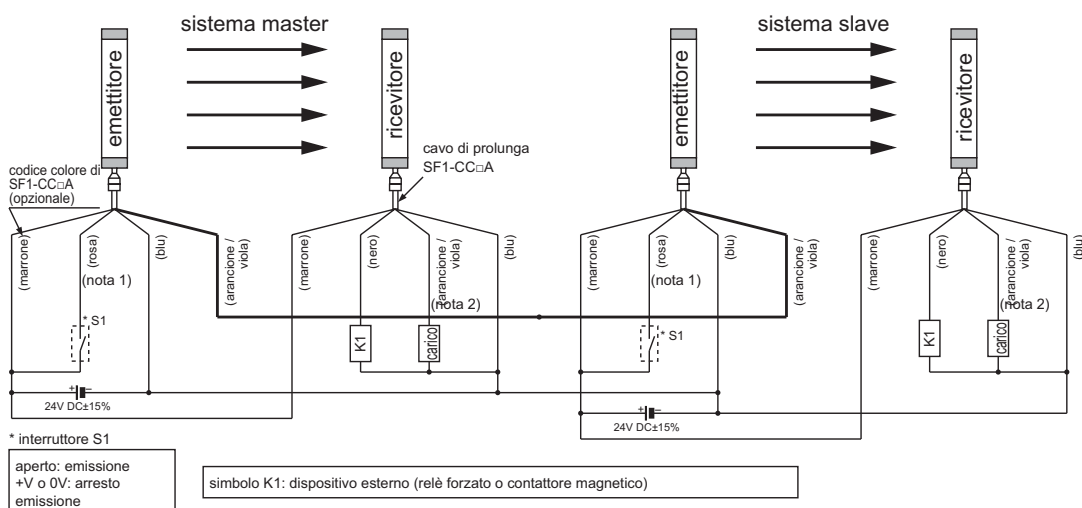 sistema master
sistema slave
emettitore
ricevitore
emettitore
ricevitore
codice colore di
SF1-CC□A
(opzionale)
cavo di prolunga
SF1-CC□A
(marrone)
(rosa)
(blu)
(arancione /
viola)
(marrone)
(nero)
(arancione /
viola)
(blu)
(marrone)
(rosa)
(blu)
(arancione /
viola)
(marrone)
(nero)
(arancione /
viola)
(blu)
(nota 1)
(nota 2)
(nota 1)
(nota 2)
* S1
K1
carico
* S1
K1
carico
+ –
24V DC±15%
+ –
24V DC±15%
* interruttore S1
aperto: emissione
+V o 0V: arresto
emissione
simbolo K1: dispositivo esterno (relè forzato o contattore magnetico)